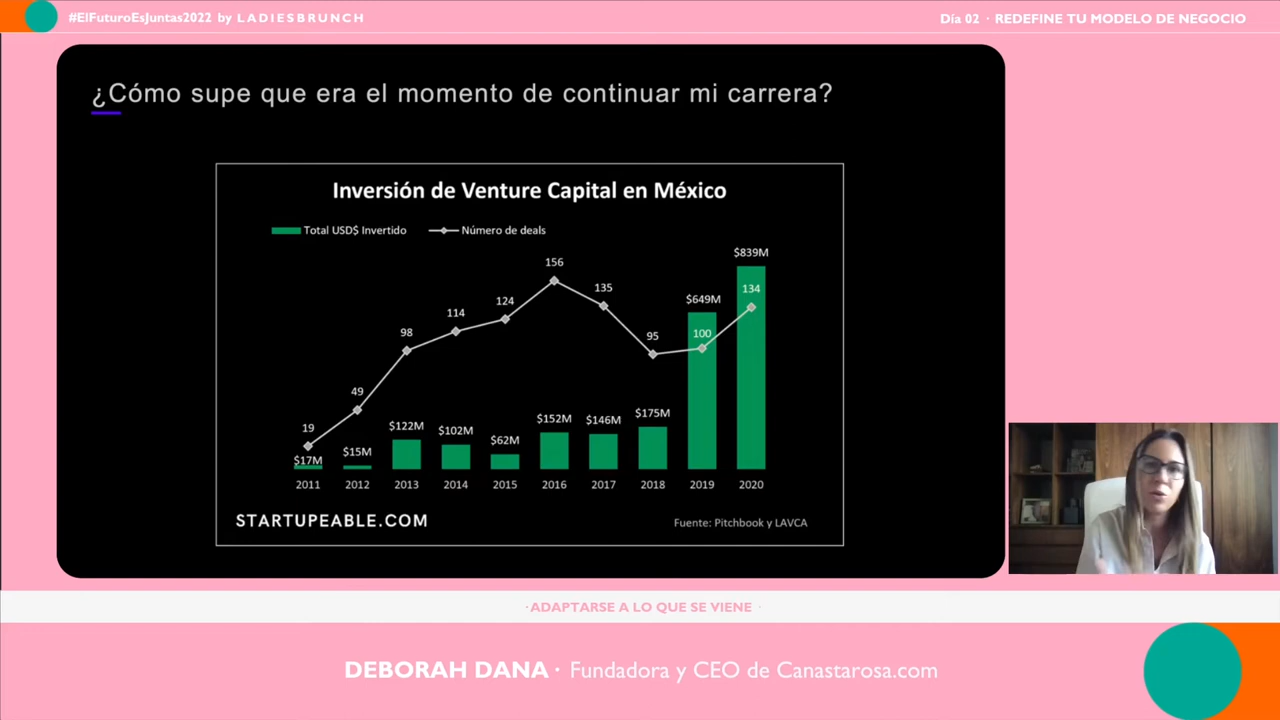 #ElFuturoEsJuntas2022 by LADIESBRUNCH
Día 02 · REDEFINE TU MODELO DE NEGOCIO
¿Cómo supe que era el momento de continuar mi carrera?
Inversión de Venture Capital en México
Total USD$ Invertido Número de deals
19 49 98 114 124 156 135 95 100 134
$17M $15M $122M $102M $62M $152M $146M $175M $649M $839M
2011 2012 2013 2014 2015 2016 2017 2018 2019 2020
STARTUPEABLE.COM
Fuente: Pitchbook y LAVCA
· ADAPTARSE A LO QUE SE VIENE ·
DEBORAH DANA · Fundadora y CEO de Canastarosa.com